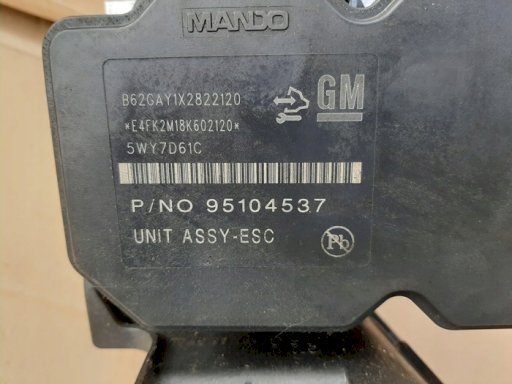 MANDO
B62GAY1X2822120
GM
*E4FK2M18K602120*
5WY7D61C
P/NO 95104537
UNIT ASSY-ESC
Pb